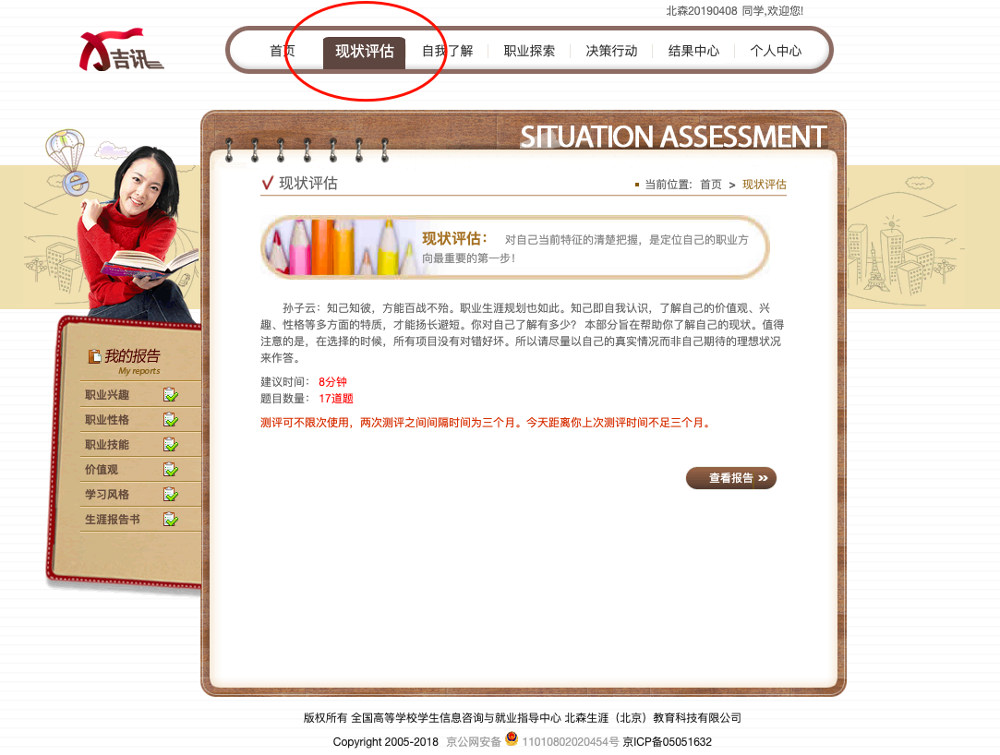 北森20190408 同学,欢迎您!
吉讯
首页 现状评估 自我了解 职业探索 决策行动 结果中心 个人中心
SITUATION ASSESSMENT
现状评估
当前位置： 首页 > 现状评估
现状评估： 对自己当前特征的清楚把握，是定位自己的职业方
向最重要的第一步！
孙子云：知己知彼，方能百战不殆。职业生涯规划也如此。知己即自我认识，了解自己的价值观、兴
趣、性格等多方面的特质，才能扬长避短。你对自己了解有多少？ 本部分旨在帮助你了解自己的现状。值得
注意的是，在选择的时候，所有项目没有对错好坏。所以请尽量以自己的真实情况而非自己期待的理想状况
来作答。
建议时间： 8分钟
题目数量： 17道题
测评可不限次使用，两次测评之间间隔时间为三个月。今天距离你上次测评时间不足三个月。
查看报告 »
我的报告
My reports
职业兴趣
职业性格
职业技能
价值观
学习风格
生涯报告书
版权所有 全国高等学校学生信息咨询与就业指导中心 北森生涯（北京）教育科技有限公司
Copyright 2005-2018 京公网安备 11010802020454号 京ICP备05051632